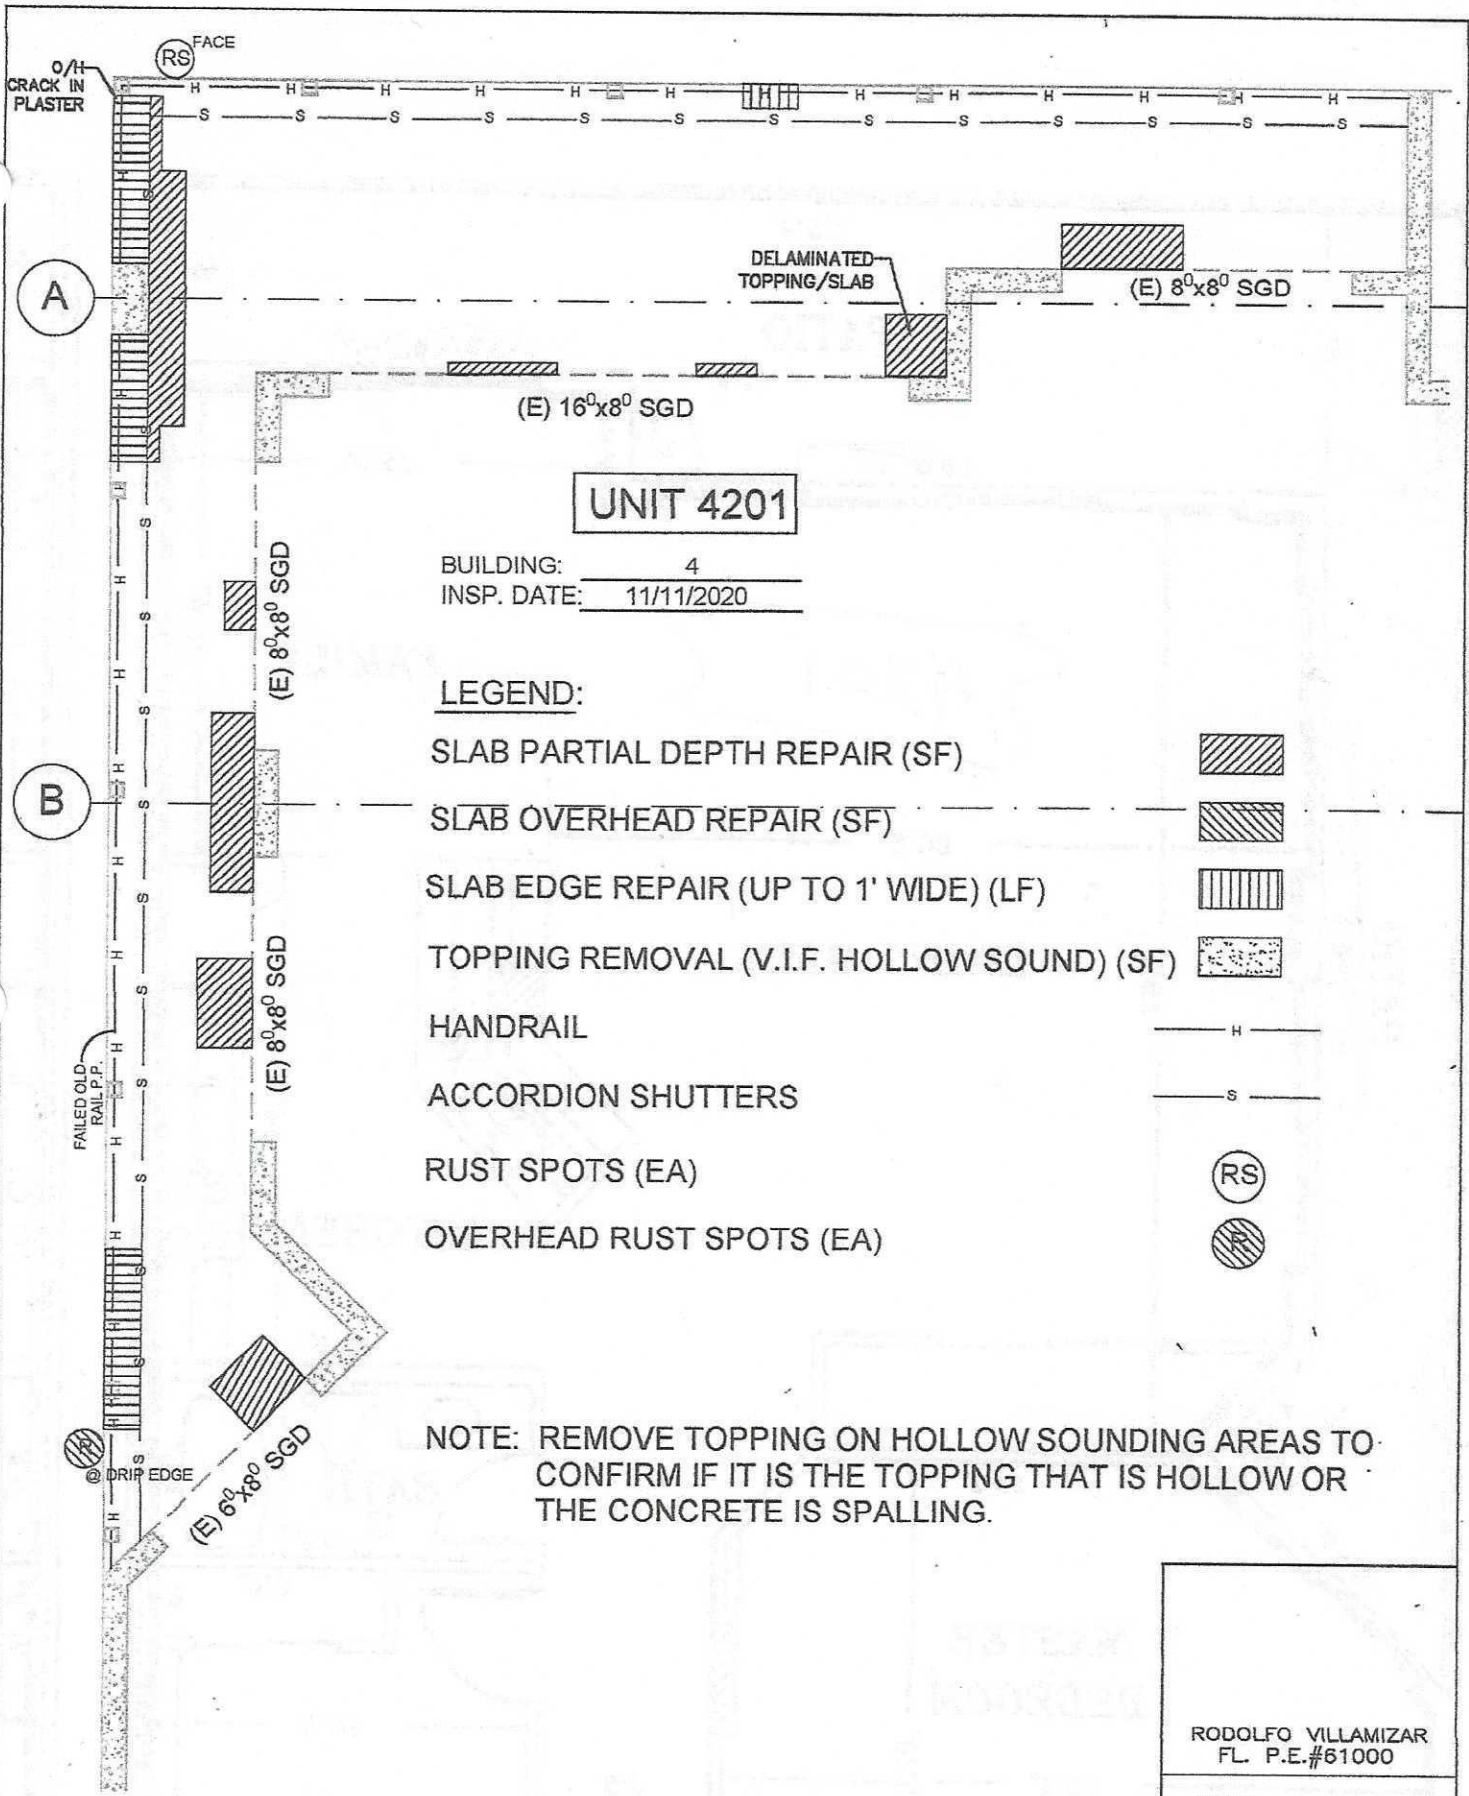 RS FACE
O/H
CRACK IN
PLASTER
H H H H H H H H H H H H H
S S S S S S S S S S S S S
A
DELAMINATED
TOPPING/SLAB
(E) 8⁰x8⁰ SGD
(E) 16⁰x8⁰ SGD
UNIT 4201
BUILDING: 4
INSP. DATE: 11/11/2020
(E) 8⁰x8⁰ SGD
LEGEND:
SLAB PARTIAL DEPTH REPAIR (SF)
B
SLAB OVERHEAD REPAIR (SF)
SLAB EDGE REPAIR (UP TO 1' WIDE) (LF)
TOPPING REMOVAL (V.I.F. HOLLOW SOUND) (SF)
(E) 8⁰x8⁰ SGD
HANDRAIL H
FAILED OLD
RAIL P.P.
ACCORDION SHUTTERS S
RUST SPOTS (EA) RS
OVERHEAD RUST SPOTS (EA) R
R
@ DRIP EDGE
(E) 6⁰x8⁰ SGD
NOTE: REMOVE TOPPING ON HOLLOW SOUNDING AREAS TO
CONFIRM IF IT IS THE TOPPING THAT IS HOLLOW OR
THE CONCRETE IS SPALLING.
RODOLFO VILLAMIZAR
FL. P.E.#61000